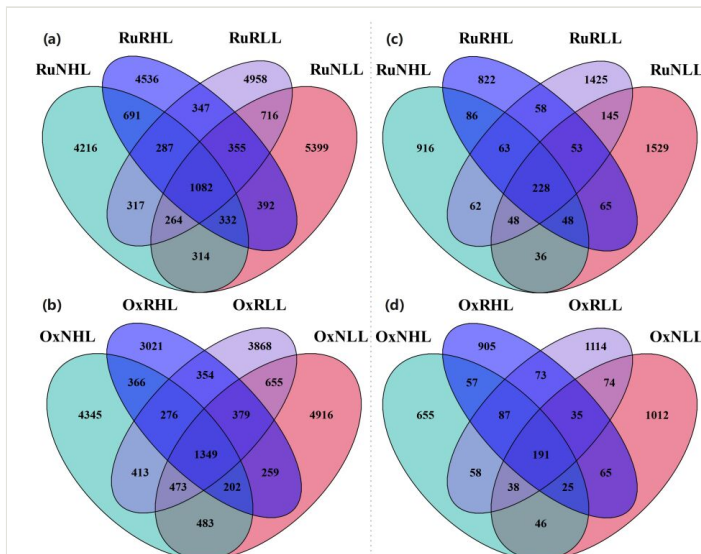 (a) RuRHL RuRLL
RuNHL RuNLL
4536 4958
691 347 716
4216 287 355 5399
1082
317 264 332 392
314
(c) RuRHL RuRLL
RuNHL RuNLL
822 1425
86 58 145
916 63 53 1529
228
62 48 48 65
36
(b) OxRHL OxRLL
OxNHL OxNLL
3021 3868
366 354 655
4345 276 379 4916
1349
413 473 202 259
483
(d) OxRHL OxRLL
OxNHL OxNLL
905 1114
57 73 74
655 87 35 1012
191
58 38 25 65
46